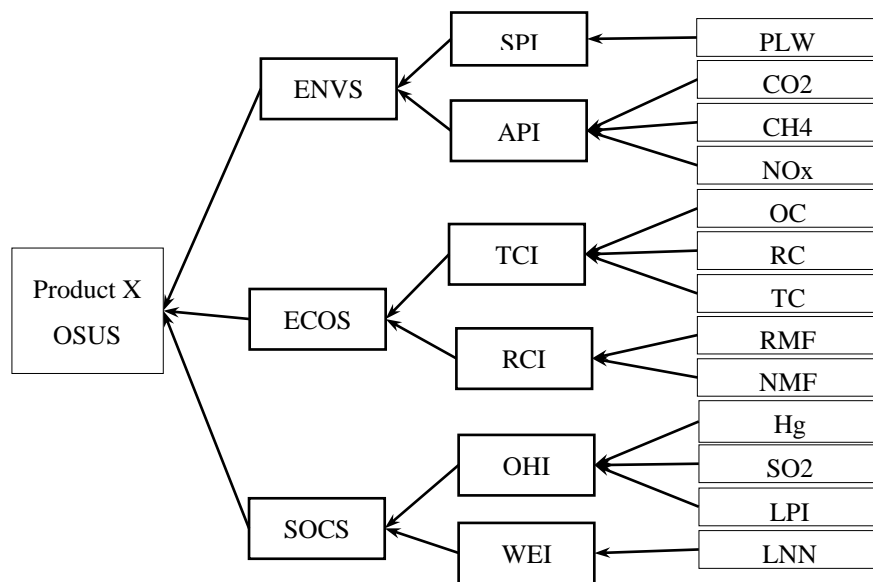 SPI
PLW
ENVS
CO2
API
CH4
NOx
OC
TCI
RC
Product X
OSUS
TC
ECOS
RMF
RCI
NMF
Hg
OHI
SO2
LPI
SOCS
WEI
LNN